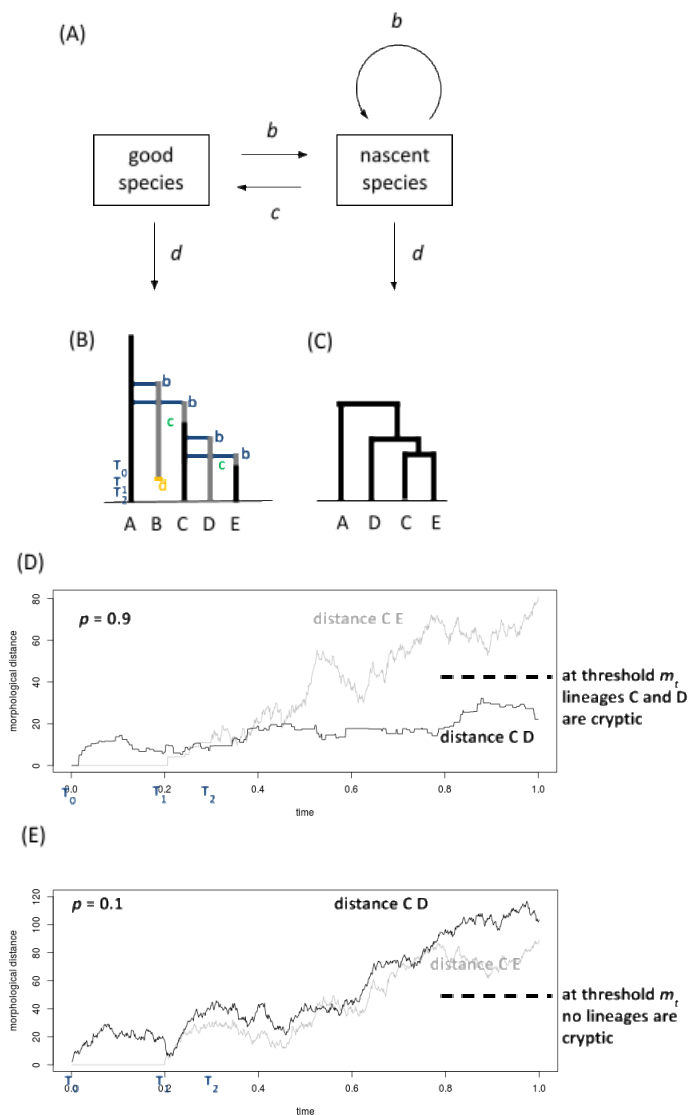 (A)
b
good
species
b
nascent
species
c
d
d
(B)
(C)
b
b
c
b
b
c
T0
T1
T2
d
A B C D E
A D C E
(D)
p = 0.9
distance C E
at threshold mt
lineages C and D
are cryptic
distance C D
morphological distance
0 20 40 60 80
0.0 0.2 0.4 0.6 0.8 1.0
T0 T1 T2
time
(E)
p = 0.1
distance C D
distance C E
at threshold mt
no lineages are
cryptic
morphological distance
0 20 40 60 80 100 120
0.0 0.2 0.4 0.6 0.8 1.0
T0 T1 T2
time